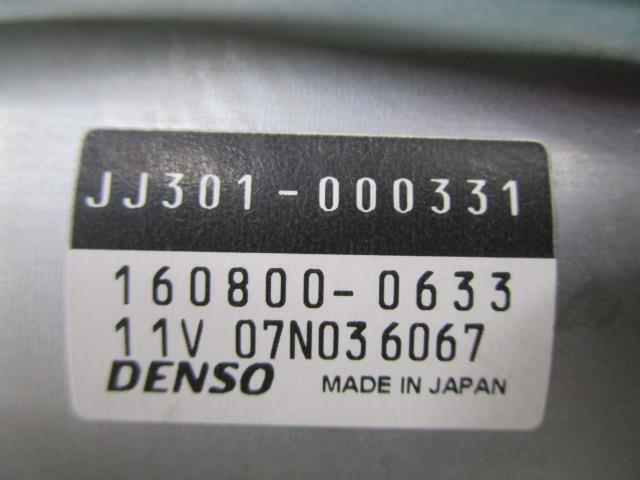 JJ301-000331
160800-0633
11V 07N036067
DENSO MADE IN JAPAN